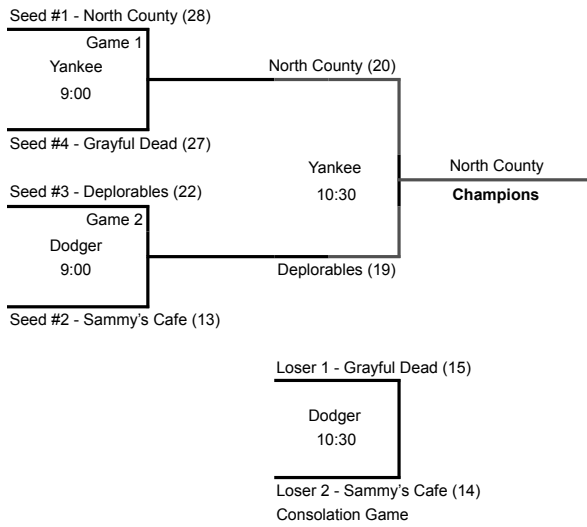 Seed #1 - North County (28)
Game 1
Yankee
9:00
North County (20)
Seed #4 - Grayful Dead (27)
Yankee
10:30
North County
Champions
Seed #3 - Deplorables (22)
Game 2
Dodger
9:00
Deplorables (19)
Seed #2 - Sammy's Cafe (13)
Loser 1 - Grayful Dead (15)
Dodger
10:30
Loser 2 - Sammy's Cafe (14)
Consolation Game